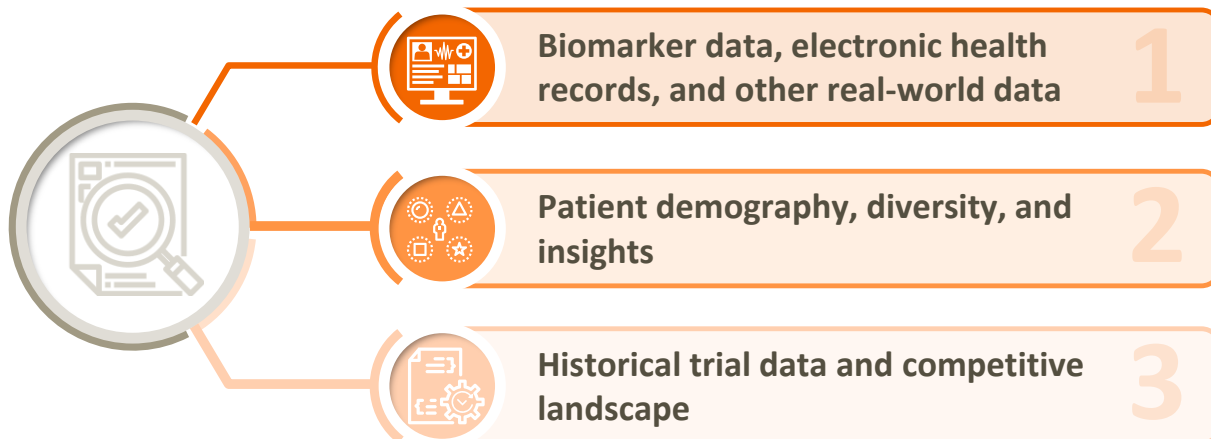 Biomarker data, electronic health
records, and other real-world data
1
Patient demography, diversity, and
insights
2
Historical trial data and competitive
landscape
3